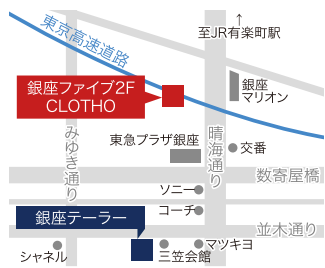 ↑
至JR有楽町駅
東京高速道路
銀座ファイブ2F
CLOTHO
銀座
マリオン
みゆき通り
晴海通り
東急プラザ銀座
交番
数寄屋橋
ソニー
コーチ
銀座テーラー
並木通り
シャネル
三笠会館
マツキヨ